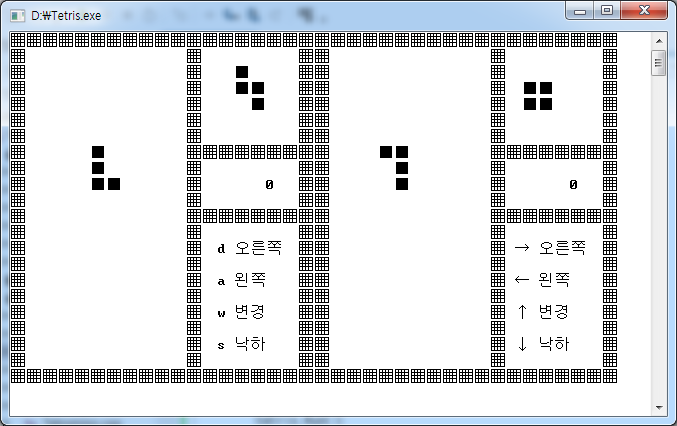 D:\Tetris.exe
0
d 오른쪽
a 왼쪽
w 변경
s 낙하
0
→ 오른쪽
← 왼쪽
↑ 변경
↓ 낙하